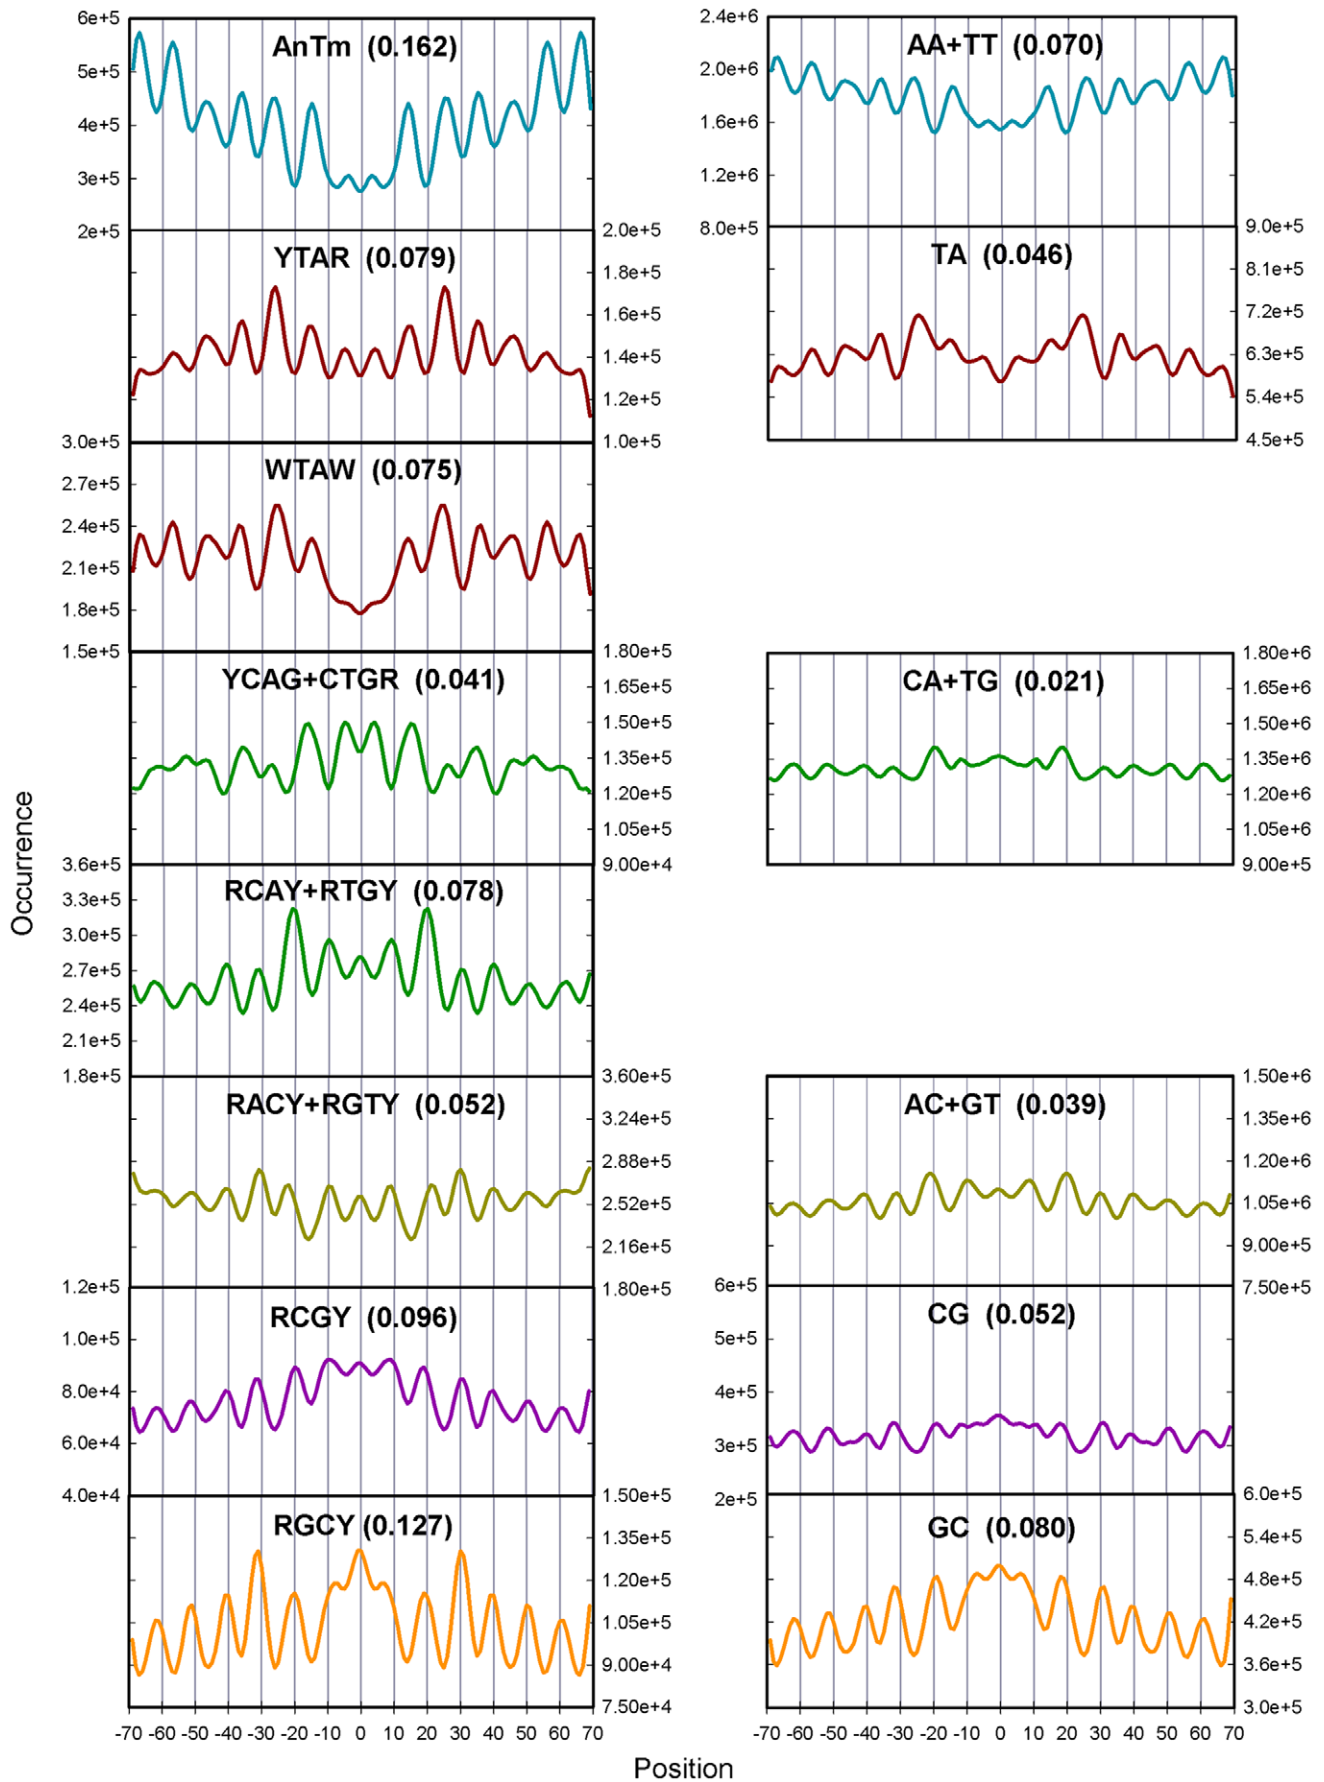 Occurrence
AnTm (0.162)
6e+5
5e+5
4e+5
3e+5
2e+5
AA+TT (0.070)
2.4e+6
2.0e+6
1.6e+6
1.2e+6
8.0e+5
YTAR (0.079)
2.0e+5
1.8e+5
1.6e+5
1.4e+5
1.2e+5
1.0e+5
TA (0.046)
9.0e+5
8.1e+5
7.2e+5
6.3e+5
5.4e+5
4.5e+5
WTAW (0.075)
3.0e+5
2.7e+5
2.4e+5
2.1e+5
1.8e+5
1.5e+5
YCAG+CTGR (0.041)
1.80e+5
1.65e+5
1.50e+5
1.35e+5
1.20e+5
1.05e+5
9.00e+4
CA+TG (0.021)
1.80e+6
1.65e+6
1.50e+6
1.35e+6
1.20e+6
1.05e+6
9.00e+5
RCAY+RTGY (0.078)
3.6e+5
3.3e+5
3.0e+5
2.7e+5
2.4e+5
2.1e+5
1.8e+5
RACY+RGTY (0.052)
3.60e+5
3.24e+5
2.88e+5
2.52e+5
2.16e+5
1.80e+5
AC+GT (0.039)
1.50e+6
1.35e+6
1.20e+6
1.05e+6
9.00e+5
7.50e+5
RCGY (0.096)
1.2e+5
1.0e+5
8.0e+4
6.0e+4
4.0e+4
CG (0.052)
6e+5
5e+5
4e+5
3e+5
2e+5
RGCY (0.127)
1.50e+5
1.35e+5
1.20e+5
1.05e+5
9.00e+4
7.50e+4
GC (0.080)
6.0e+5
5.4e+5
4.8e+5
4.2e+5
3.6e+5
3.0e+5
-70 -60 -50 -40 -30 -20 -10 0 10 20 30 40 50 60 70
-70 -60 -50 -40 -30 -20 -10 0 10 20 30 40 50 60 70
Position